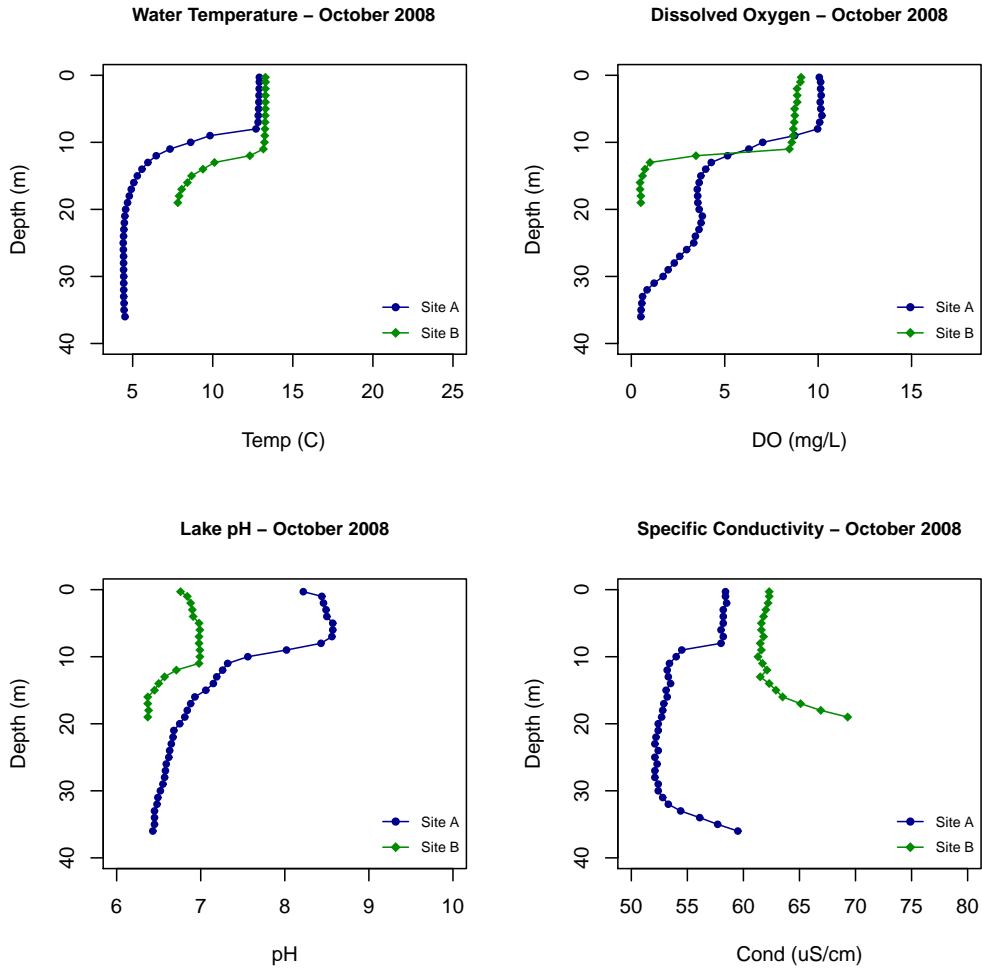 Water Temperature – October 2008
0
10
20
30
40
Depth (m)
5
10
15
20
25
Temp (C)
Site A
Site B
Dissolved Oxygen – October 2008
0
10
20
30
40
Depth (m)
0
5
10
15
DO (mg/L)
Site A
Site B
Lake pH – October 2008
0
10
20
30
40
Depth (m)
6
7
8
9
10
pH
Site A
Site B
Specific Conductivity – October 2008
0
10
20
30
40
Depth (m)
50
55
60
65
70
75
80
Cond (uS/cm)
Site A
Site B